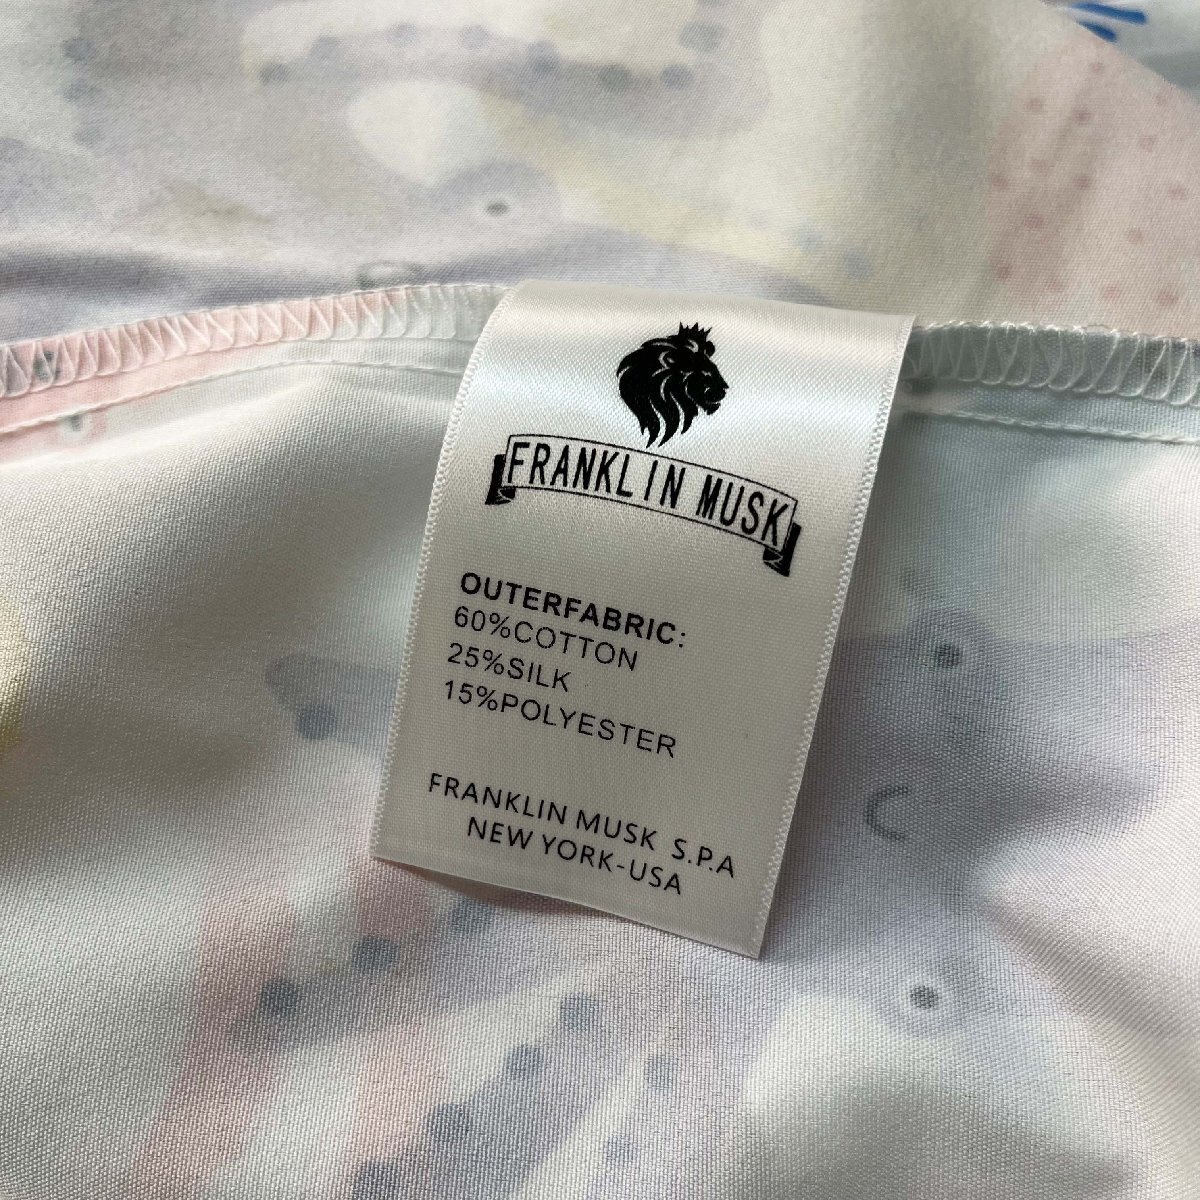 FRANKLIN MUSK
OUTERFABRIC:
60%COTTON
25%SILK
15%POLYESTER
FRANKLIN MUSK S.P.A
NEW YORK-USA